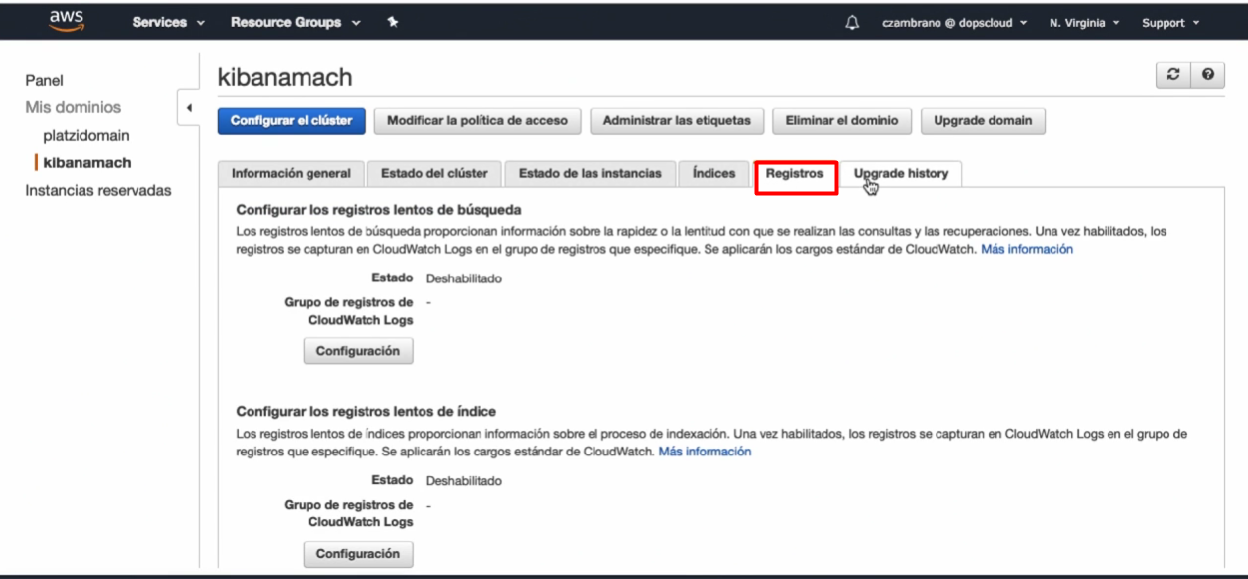 aws
Services
Resource Groups
czambrano @ dopscloud
N. Virginia
Support
Panel
Mis dominios
platzidomain
kibanamach
Instancias reservadas
kibanamach
Configurar el clúster
Modificar la política de acceso
Administrar las etiquetas
Eliminar el dominio
Upgrade domain
Información general
Estado del clúster
Estado de las instancias
Índices
Registros
Upgrade history
Configurar los registros lentos de búsqueda
Los registros lentos de búsqueda proporcionan información sobre la rapidez o la lentitud con que se realizan las consultas y las recuperaciones. Una vez habilitados, los
registros se capturan en CloudWatch Logs en el grupo de registros que especifique. Se aplicarán los cargos estándar de CloudWatch. Más información
Estado Deshabilitado
Grupo de registros de -
CloudWatch Logs
Configuración
Configurar los registros lentos de índice
Los registros lentos de índices proporcionan información sobre el proceso de indexación. Una vez habilitados, los registros se capturan en CloudWatch Logs en el grupo de
registros que especifique. Se aplicarán los cargos estándar de CloudWatch. Más información
Estado Deshabilitado
Grupo de registros de -
CloudWatch Logs
Configuración